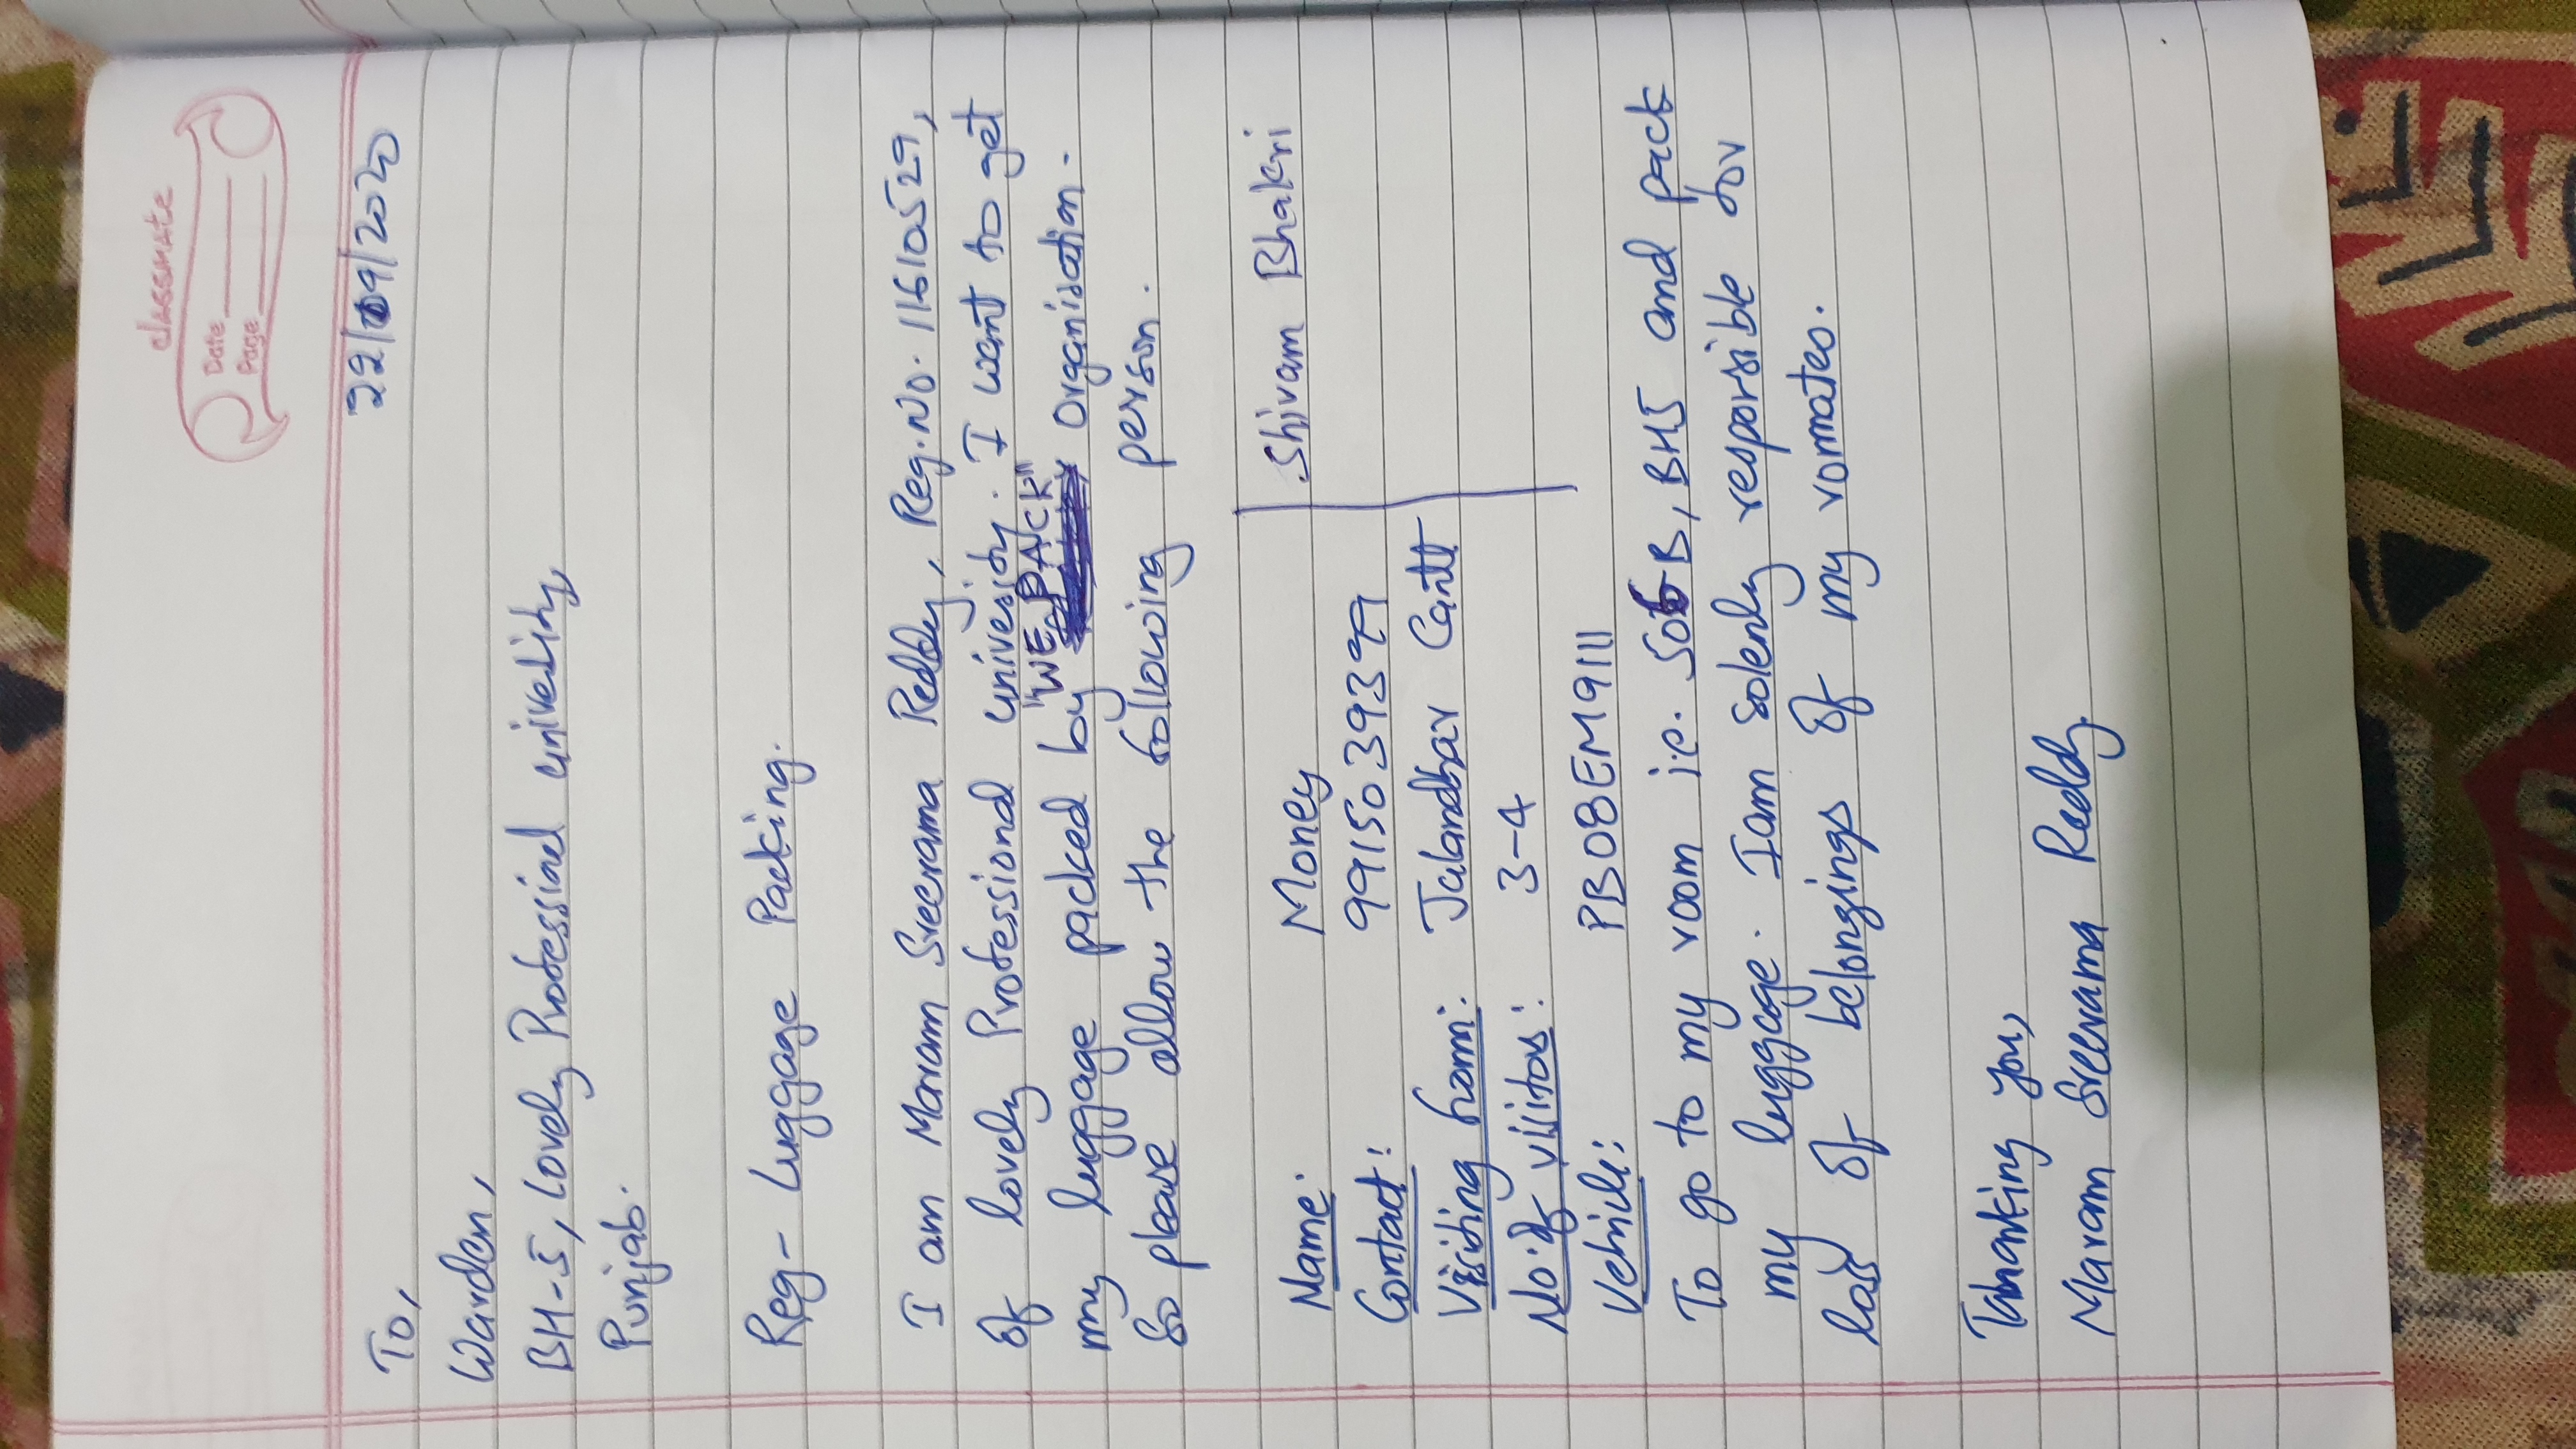 classmate
Date
Page
22/09/2020
To,
Warden,
BH-5, Lovely Professional univesity,
Punjab.
Reg- Luggage Packing.
I am Maram Sreerama Reddy, Reg.No. 11610529,
of lovely Professional univesity. I want to get
my luggage packed by "WE PACK" Organisation.
So please allow the following person.
Name: Money Shivam Bhakri
Contact: 9915039399
Visiting from: Jalandhar Cantt
No.of visitors: 3-4
Vehicle: PB08EM9111
To go to my room i.e. 506B, BH5 and pack
my luggage. I am solenly responsible for
loss of belongings of my rommates.
Thanking you,
Maram Sreerama Reddy.